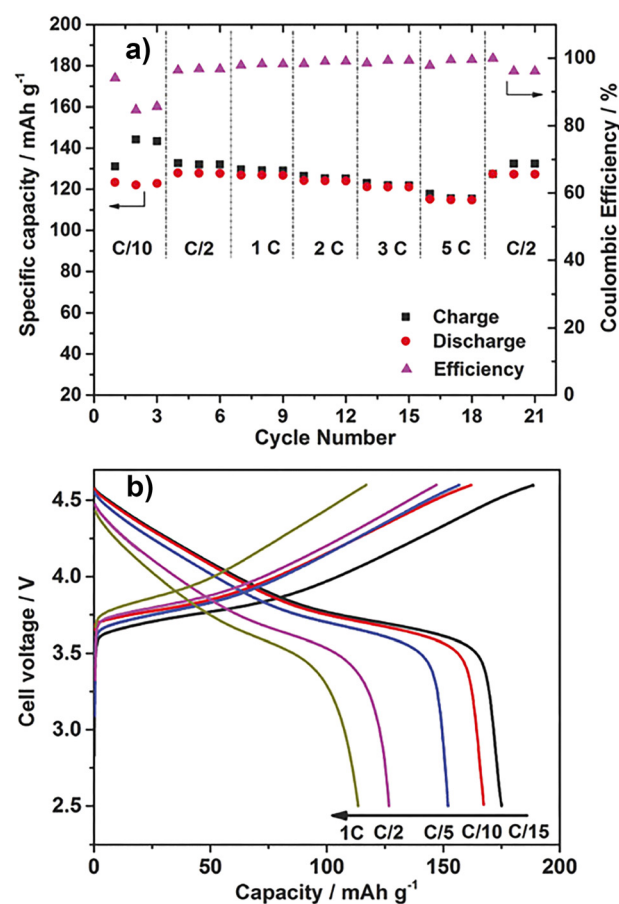 a)
200
180
160
140
120
100
80
60
40
20
Specific capacity / mAh g-1
100
80
60
40
20
0
Coulombic Efficiency / %
C/10 C/2 1 C 2 C 3 C 5 C C/2
Charge
Discharge
Efficiency
0 3 6 9 12 15 18 21
Cycle Number
b)
4.5
4.0
3.5
3.0
2.5
Cell voltage / V
1C C/2 C/5 C/10 C/15
0 50 100 150 200
Capacity / mAh g-1